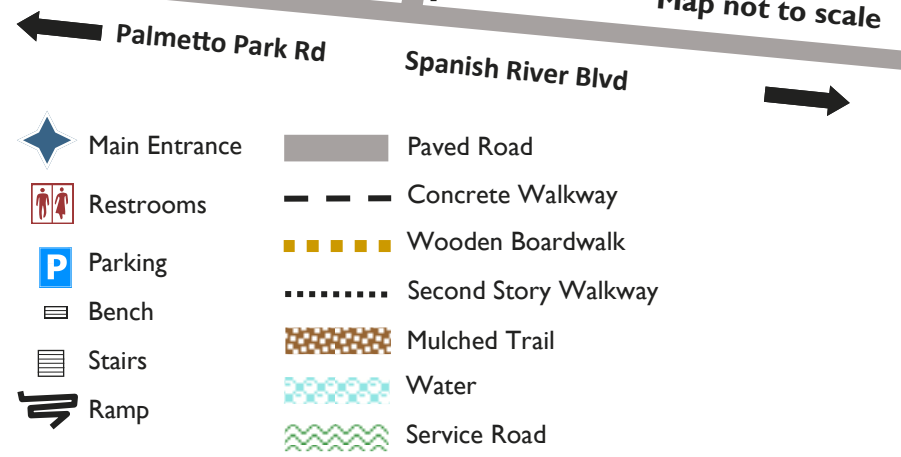 Map not to scale
Palmetto Park Rd
Spanish River Blvd
Main Entrance
Restrooms
P Parking
Bench
Stairs
Ramp
Paved Road
Concrete Walkway
Wooden Boardwalk
Second Story Walkway
Mulched Trail
Water
Service Road